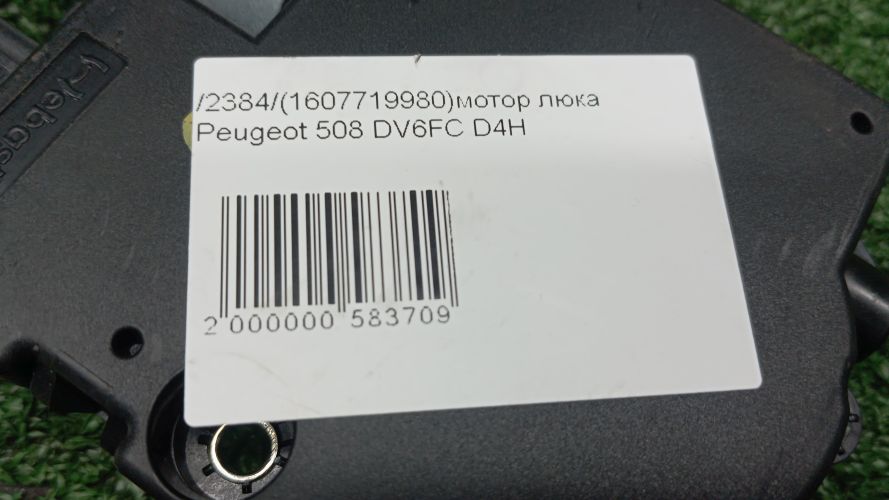 /2384/(1607719980)мотор люка
Peugeot 508 DV6FC D4H
2 000000 583709